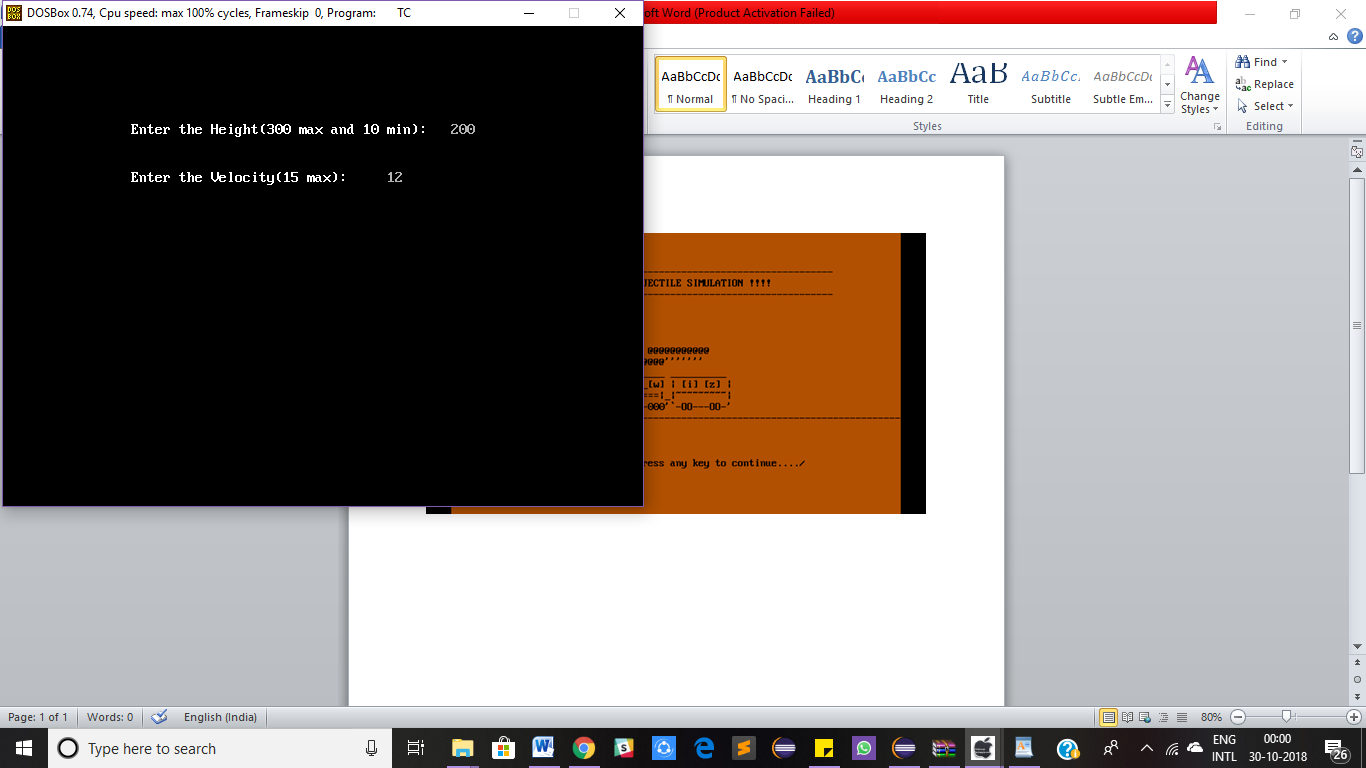 DOSBox 0.74, Cpu speed: max 100% cycles, Frameskip 0, Program: TC
oft Word (Product Activation Failed)
Enter the Height(300 max and 10 min): 200
Enter the Velocity(15 max): 12
AaBbCcDc AaBbCcDc AaBbC AaBbCc AaB AaBbCc. AaBbCcDc
¶ Normal ¶ No Spaci... Heading 1 Heading 2 Title Subtitle Subtle Em...
Change
Styles
Find
Replace
Select
Styles Editing
JECTILE SIMULATION !!!!
@@@@@@@@@@@
@@@@'''''''
_[w] | [i] [z] |
===|_|~~~~~~~~~|
-000'`-OO---OO-'
ress any key to continue..../
Page: 1 of 1 Words: 0 English (India) 80%
Type here to search
ENG
INTL
00:00
30-10-2018
26